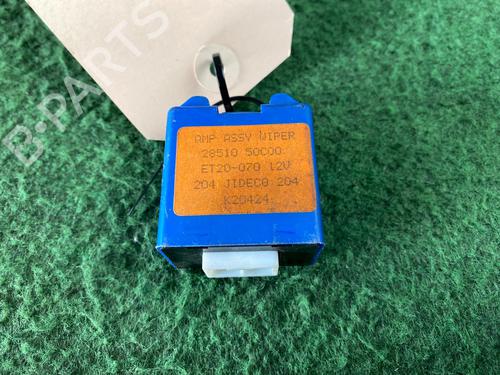 B-PARTS
AMP ASSY WIPER
28510 50C00
ET20-070 12V
204 JIDECO 204
K20424